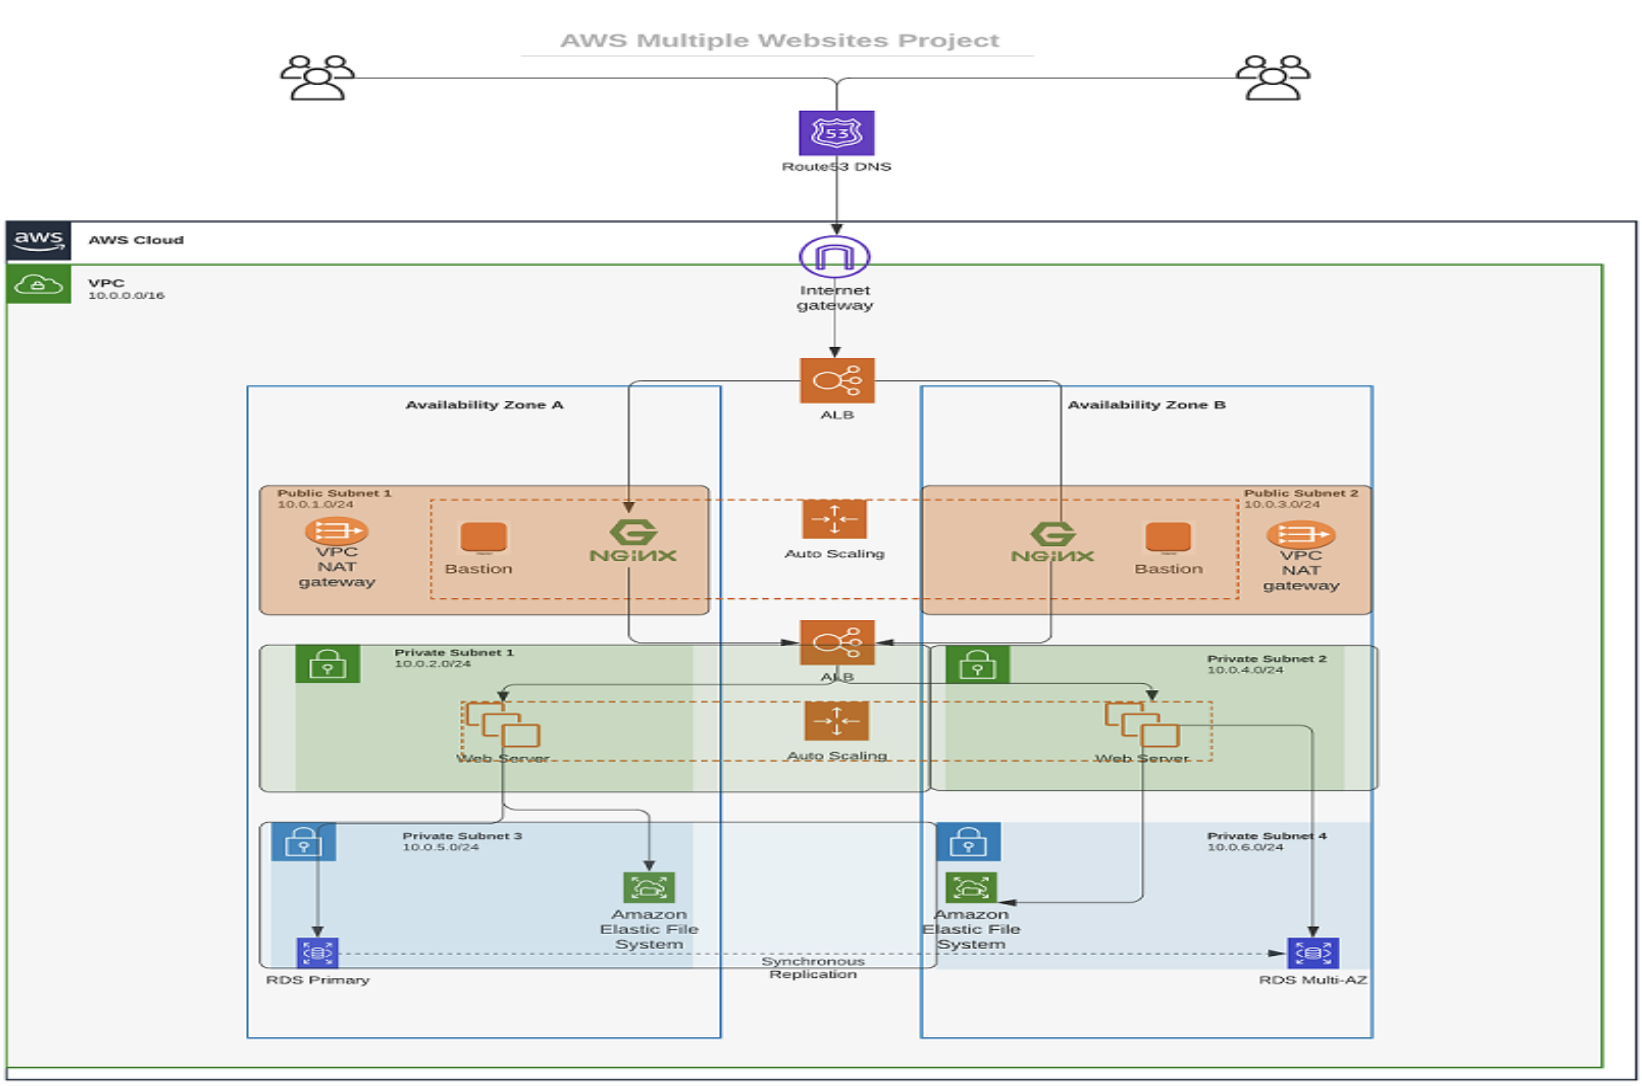 AWS Multiple Websites Project
53
Route53 DNS
aws
AWS Cloud
VPC
10.0.0.0/16
Internet
gateway
ALB
Availability Zone A
Availability Zone B
Public Subnet 1
10.0.1.0/24
VPC
NAT
gateway
Bastion
NGINX
Auto Scaling
NGINX
Bastion
Public Subnet 2
10.0.3.0/24
VPC
NAT
gateway
ALB
Private Subnet 1
10.0.2.0/24
Private Subnet 2
10.0.4.0/24
Web Server
Auto Scaling
Web Server
Private Subnet 3
10.0.5.0/24
Private Subnet 4
10.0.6.0/24
Amazon
Elastic File
System
Amazon
Elastic File
System
Synchronous
Replication
RDS Primary
RDS Multi-AZ